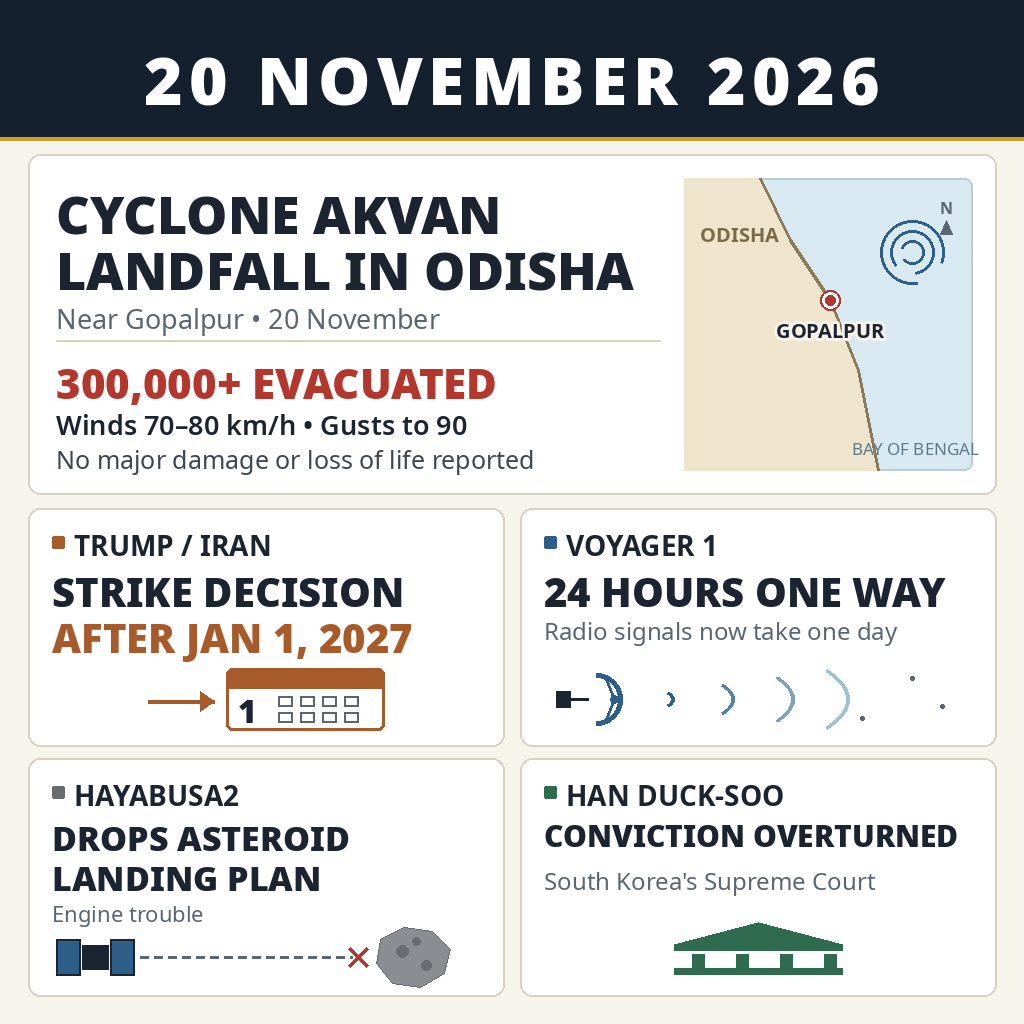 20 NOVEMBER 2026
CYCLONE AKVAN
LANDFALL IN ODISHA
Near Gopalpur • 20 November
300,000+ EVACUATED
Winds 70–80 km/h • Gusts to 90
No major damage or loss of life reported
N
ODISHA
GOPALPUR
BAY OF BENGAL
TRUMP / IRAN
STRIKE DECISION
AFTER JAN 1, 2027
1
VOYAGER 1
24 HOURS ONE WAY
Radio signals now take one day
HAYABUSA2
DROPS ASTEROID
LANDING PLAN
Engine trouble
HAN DUCK-SOO
CONVICTION OVERTURNED
South Korea's Supreme Court